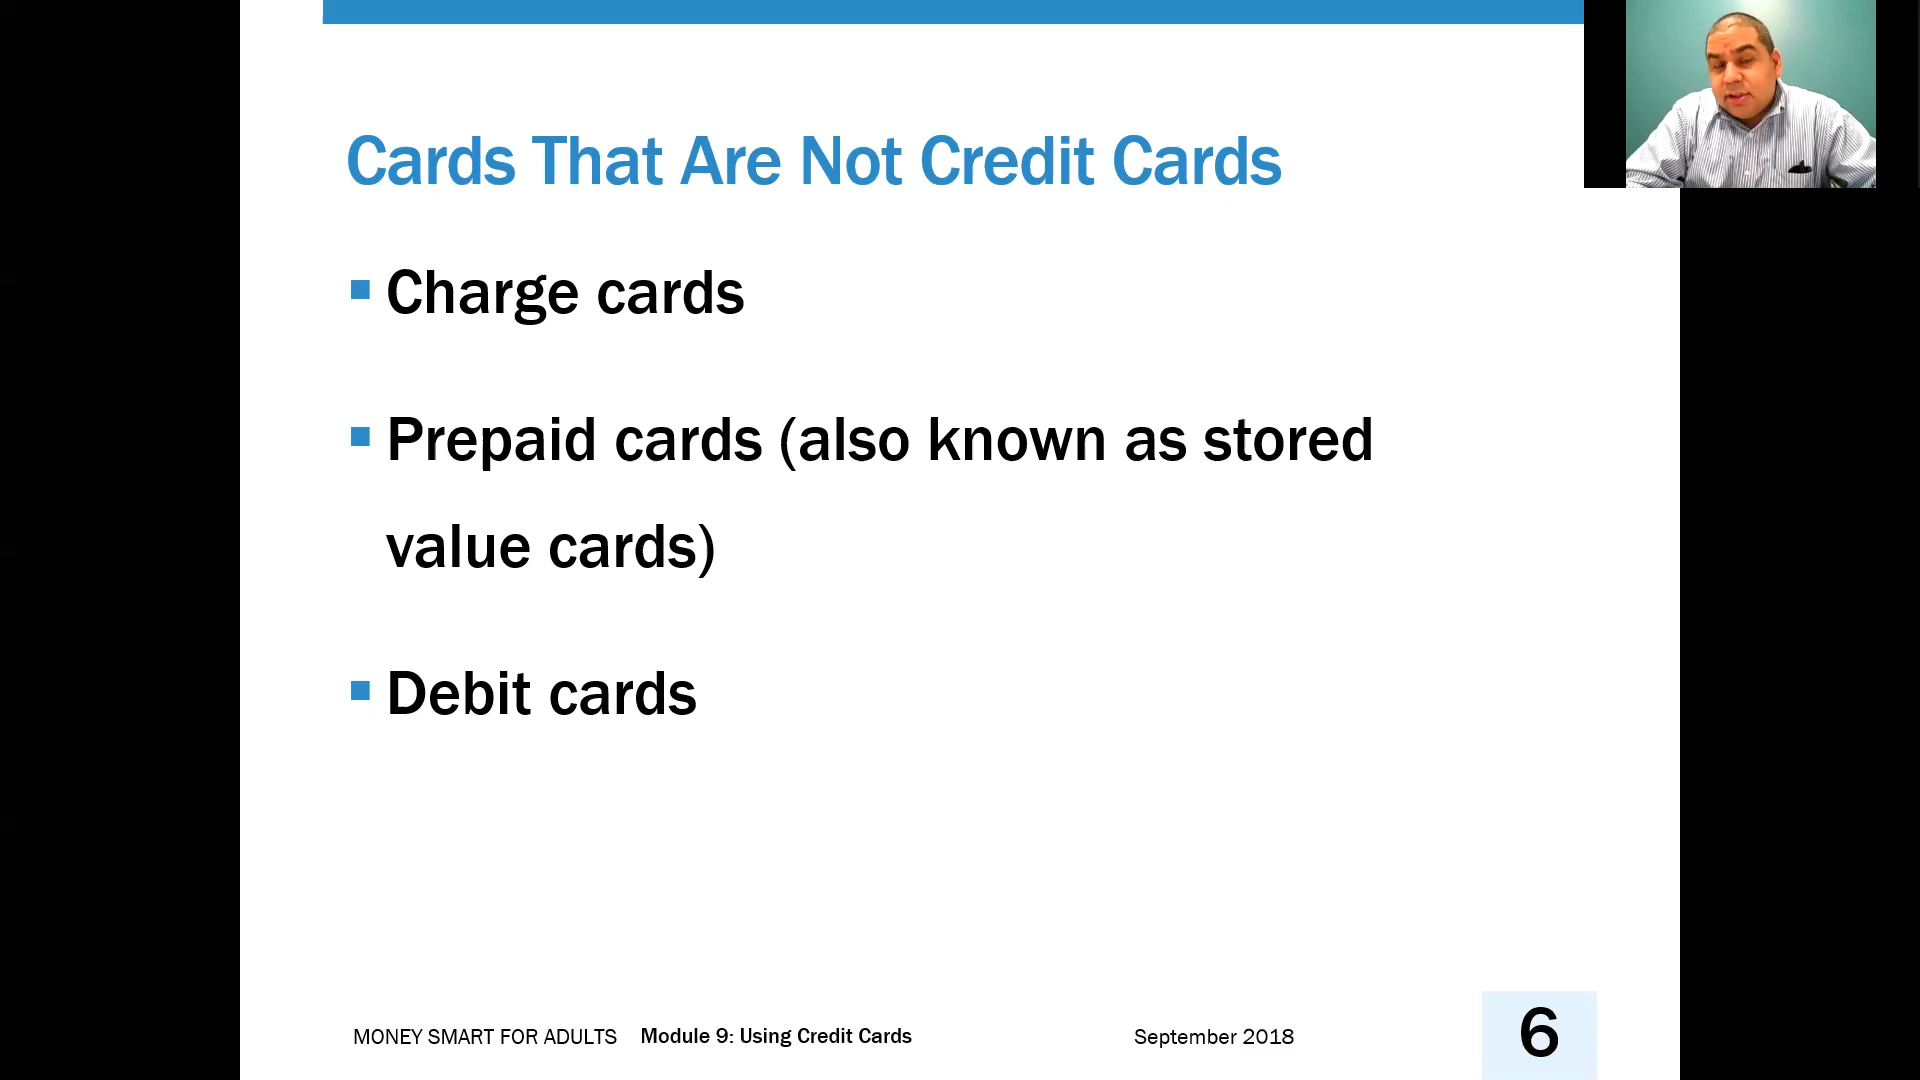 Cards That Are Not Credit Cards
Charge cards
Prepaid cards (also known as stored
value cards)
Debit cards
MONEY SMART FOR ADULTS Module 9: Using Credit Cards September 2018 6